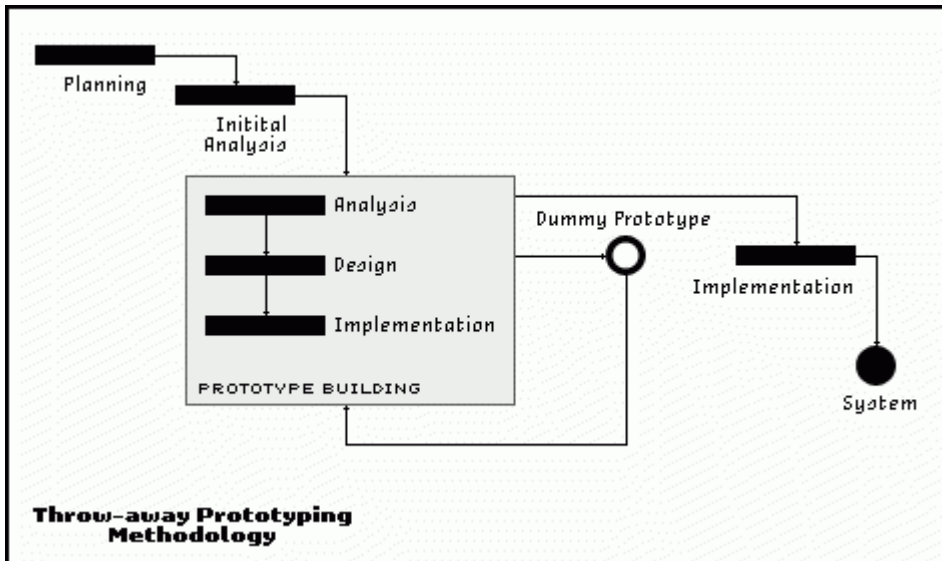 Planning
Initital
Analysis
Analysis
Dummy Prototype
Design
Implementation
Implementation
PROTOTYPE BUILDING
System
Throw-away Prototyping
Methodology